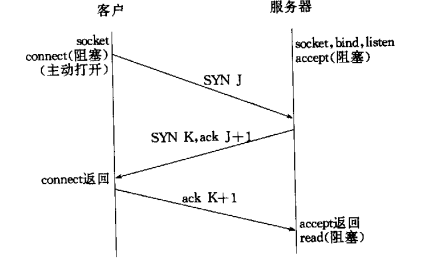 客户
服务器
socket
connect(阻塞)
(主动打开)
socket,bind,listen
accept(阻塞)
SYN J
SYN K,ack J+1
connect返回
ack K+1
accept返回
read(阻塞)